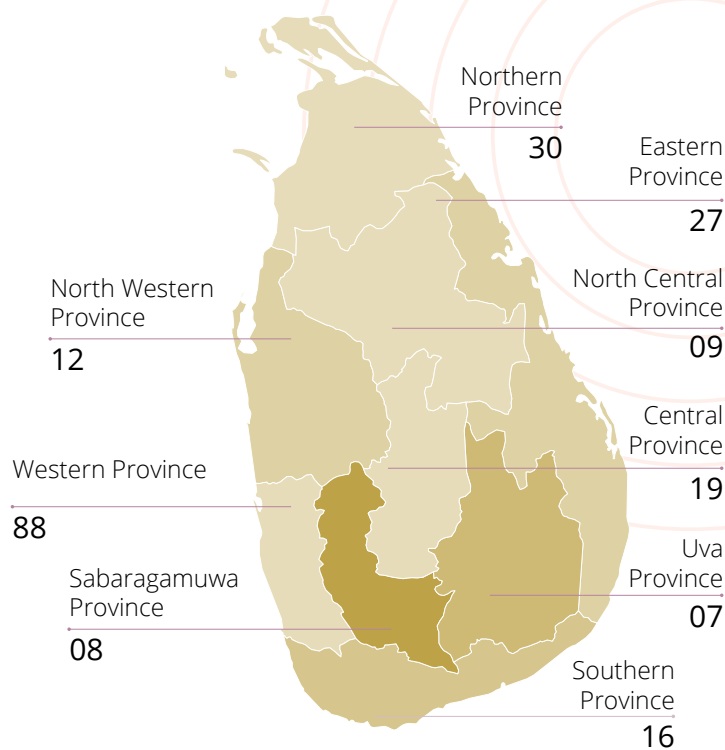 Northern
Province
30
Eastern
Province
27
North Central
Province
09
North Western
Province
12
Central
Province
19
Western Province
88
Uva
Province
07
Sabaragamuwa
Province
08
Southern
Province
16